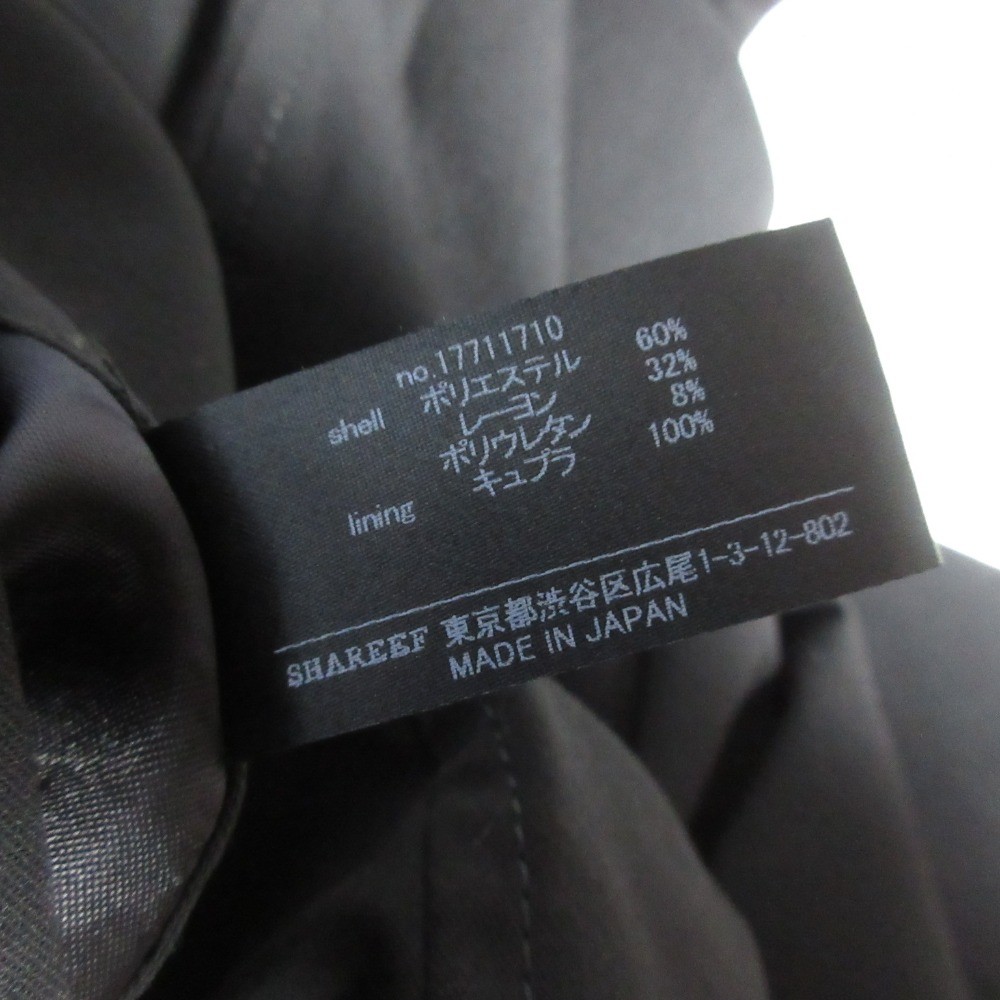 no.17711710
shell ポリエステル 60%
レーヨン 32%
ポリウレタン 8%
lining キュプラ 100%
SHAREEF 東京都渋谷区広尾1-3-12-802
MADE IN JAPAN